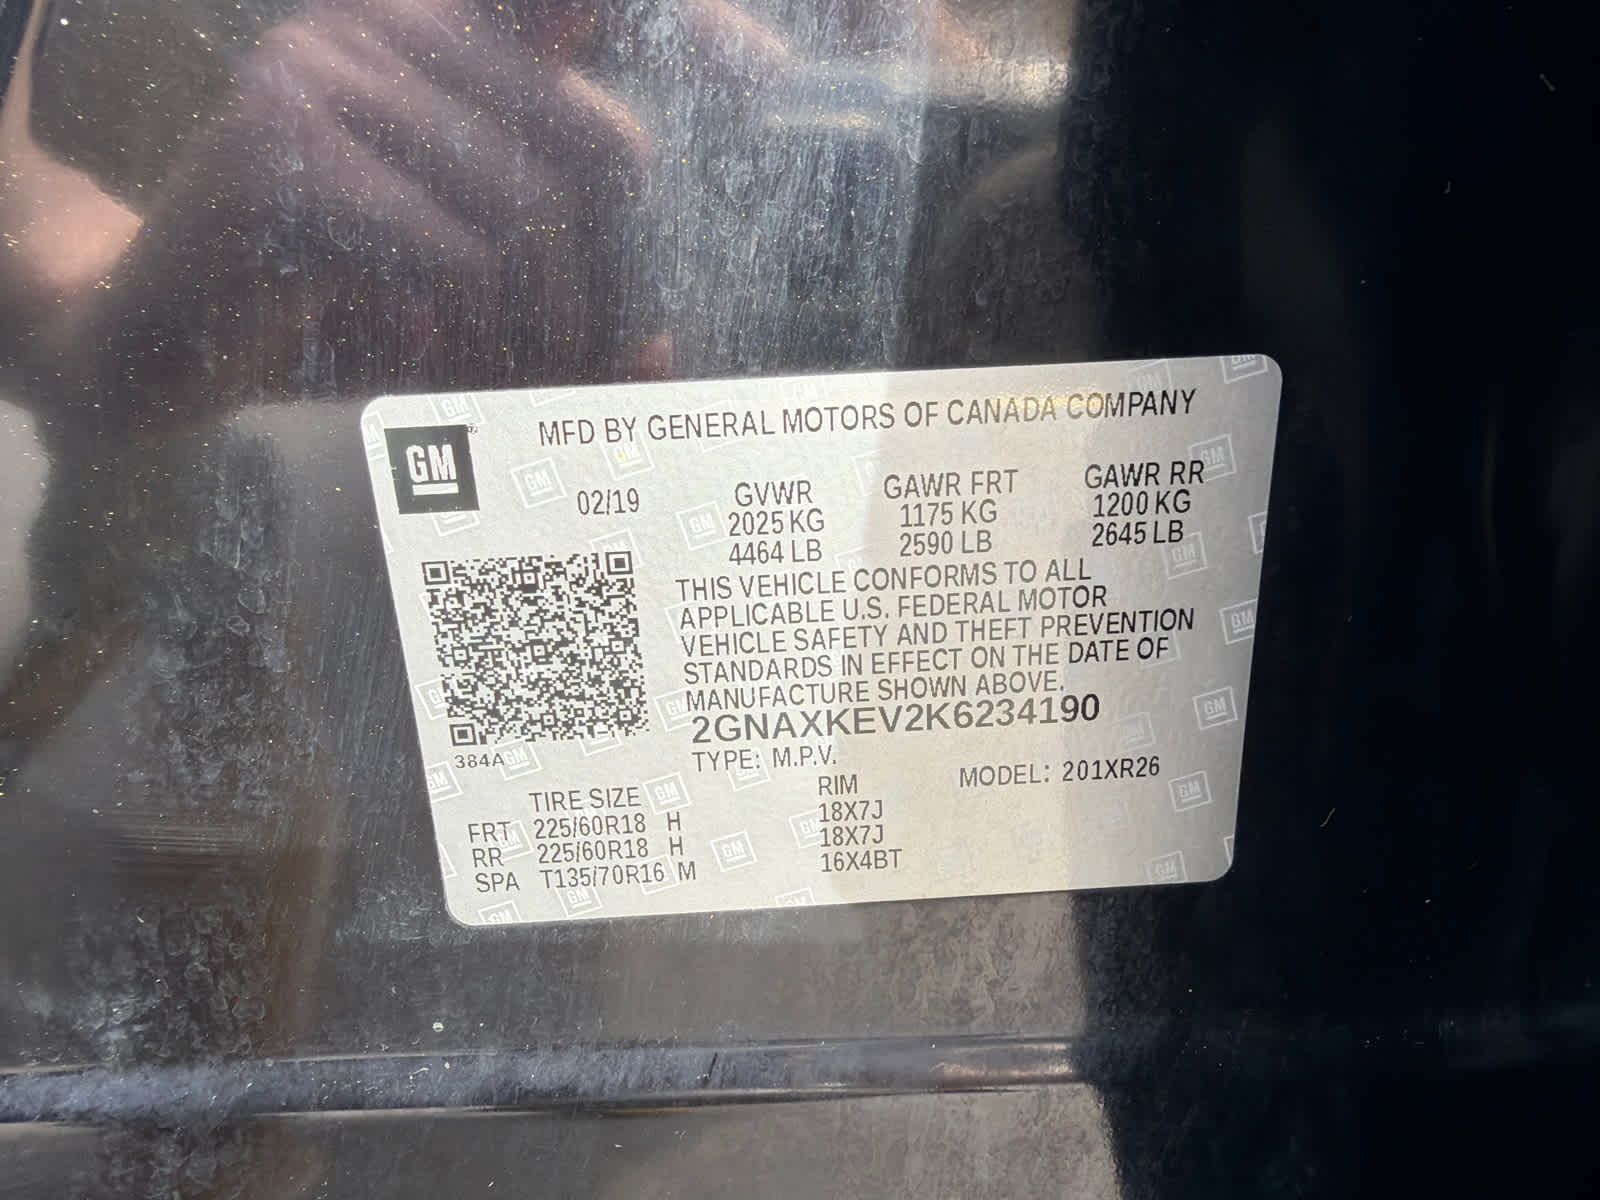 GM
MFD BY GENERAL MOTORS OF CANADA COMPANY
02/19
GVWR GAWR FRT GAWR RR
2025 KG 1175 KG 1200 KG
4464 LB 2590 LB 2645 LB
THIS VEHICLE CONFORMS TO ALL
APPLICABLE U.S. FEDERAL MOTOR
VEHICLE SAFETY AND THEFT PREVENTION
STANDARDS IN EFFECT ON THE DATE OF
MANUFACTURE SHOWN ABOVE.
2GNAXKEV2K6234190
384A
TYPE: M.P.V. MODEL: 201XR26
TIRE SIZE RIM
FRT 225/60R18 H 18X7J
RR 225/60R18 H 18X7J
SPA T135/70R16 M 16X4BT